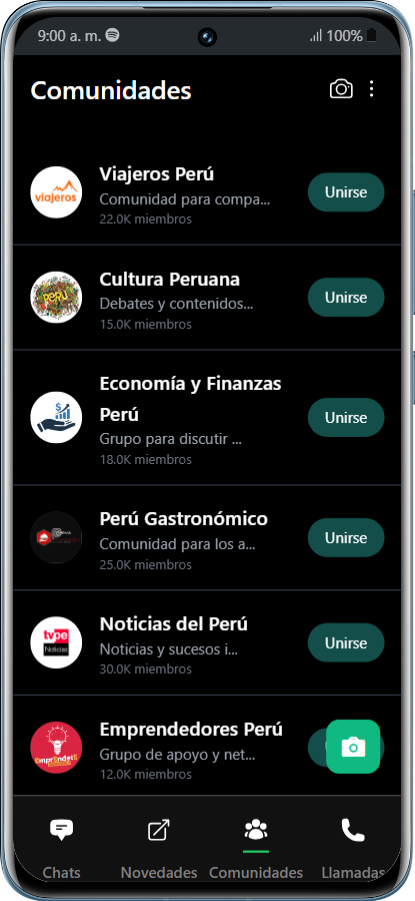 9:00 a. m. 100%
Comunidades
Viajeros Perú
Comunidad para compa...
22.0K miembros
viajeros
Unirse
Cultura Peruana
Debates y contenidos...
15.0K miembros
PERÚ
Unirse
Economía y Finanzas
Perú
Grupo para discutir ...
18.0K miembros
Unirse
Perú Gastronómico
Comunidad para los a...
25.0K miembros
Unirse
Noticias del Perú
Noticias y sucesos i...
30.0K miembros
tvpe
Noticias
Unirse
Emprendedores Perú
Grupo de apoyo y net...
12.0K miembros
EmprEndetE
Chats Novedades Comunidades Llamadas